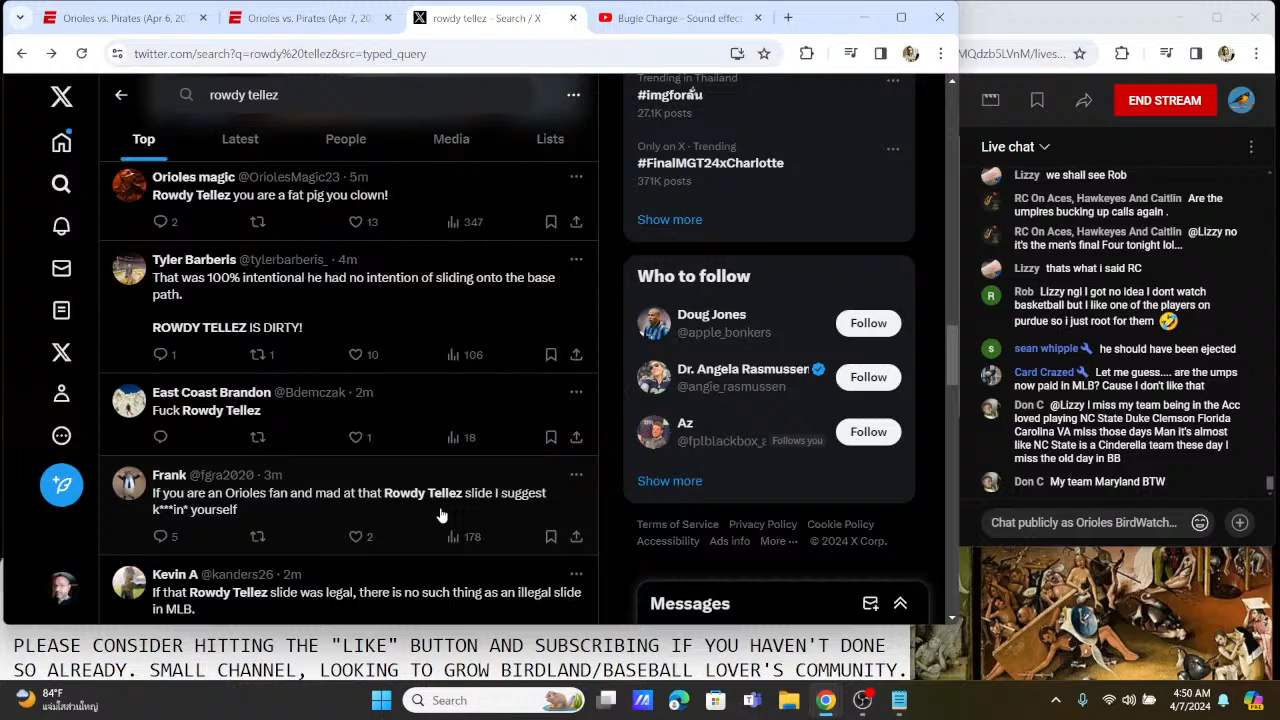 Orioles vs. Pirates (Apr 6, 20
Orioles vs. Pirates (Apr 7, 20
rowdy tellez - Search / X
Bugle Charge - Sound effect
twitter.com/search?q=rowdy%20tellez&src=typed_query
MQdzb5LVnM/lives
rowdy tellez
Top
Latest
People
Media
Lists
Orioles magic @OriolesMagic23 · 5m
Rowdy Tellez you are a fat pig you clown!
2
13
347
Tyler Barberis @tylerbarberis_ · 4m
That was 100% intentional he had no intention of sliding onto the base
path.
ROWDY TELLEZ IS DIRTY!
1
1
10
106
East Coast Brandon @Bdemczak · 2m
Fuck Rowdy Tellez
1
18
Frank @fgra2020 · 3m
If you are an Orioles fan and mad at that Rowdy Tellez slide I suggest
k***in* yourself
5
2
178
Kevin A @kanders26 · 2m
If that Rowdy Tellez slide was legal, there is no such thing as an illegal slide
in MLB.
Trending in Thailand
27.1K posts
Only on X · Trending
#FinalMGT24xCharlotte
371K posts
Show more
Who to follow
Doug Jones
@apple_bonkers
Follow
Dr. Angela Rasmussen
@angie_rasmussen
Follow
Az
@fplblackbox_ Follows you
Follow
Show more
Terms of Service Privacy Policy Cookie Policy
Accessibility Ads info More ··· © 2024 X Corp.
Messages
END STREAM
Live chat
Lizzy we shall see Rob
RC On Aces, Hawkeyes And Caitlin Are the
umpires bucking up calls again .
RC On Aces, Hawkeyes And Caitlin @Lizzy no
it's the men's final Four tonight lol...
Lizzy thats what i said RC
R
Rob Lizzy ngl I got no idea I dont watch
basketball but I like one of the players on
purdue so i just root for them 🤣
s
sean whipple he should have been ejected
Card Crazed Let me guess.... are the umps
now paid in MLB? Cause I don't like that
Don C @Lizzy I miss my team being in the Acc
loved playing NC State Duke Clemson Florida
Carolina VA miss those days Man it's almost
like NC State is a Cinderella team these day I
miss the old day in BB
Don C My team Maryland BTW
Chat publicly as Orioles BirdWatch...
PLEASE CONSIDER HITTING THE "LIKE" BUTTON AND SUBSCRIBING IF YOU HAVEN'T DONE
SO ALREADY. SMALL CHANNEL, LOOKING TO GROW BIRDLAND/BASEBALL LOVER'S COMMUNITY.
84°F
แจ่มใสส่วนใหญ่
Search
4:50 AM
4/7/2024